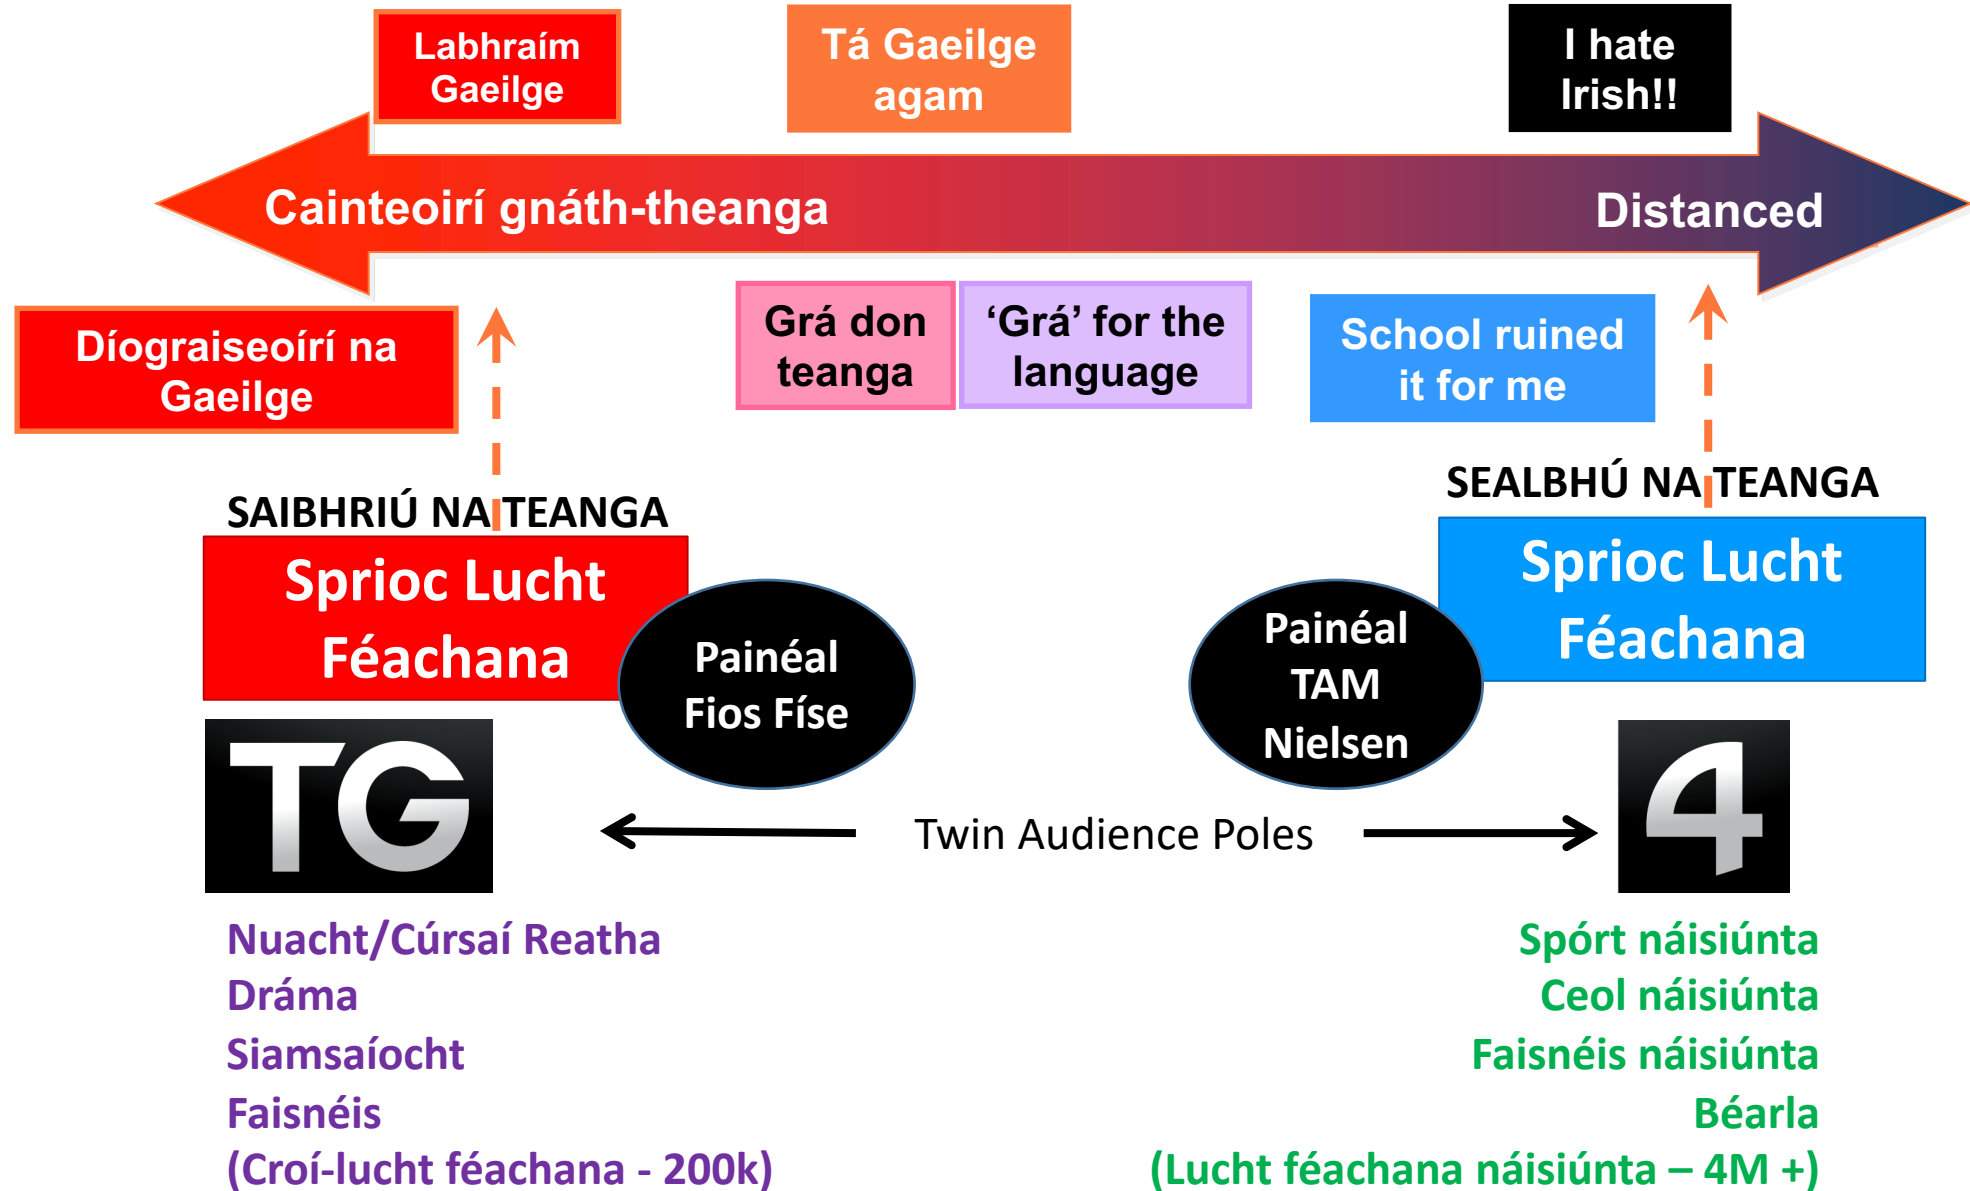 Labhraím
Gaeilge
Tá Gaeilge
agam
I hate
Irish!!
Cainteoirí gnáth-theanga
Distanced
Díograiseoírí na
Gaeilge
Grá don
teanga
‘Grá’ for the
language
School ruined
it for me
SAIBHRIÚ NA TEANGA
SEALBHÚ NA TEANGA
Sprioc Lucht
Féachana
Painéal
Fios Físe
Painéal
TAM
Nielsen
Sprioc Lucht
Féachana
TG
Twin Audience Poles
4
Nuacht/Cúrsaí Reatha
Dráma
Siamsaíocht
Faisnéis
(Croí-lucht féachana - 200k)
Spórt náisiúnta
Ceol náisiúnta
Faisnéis náisiúnta
Béarla
(Lucht féachana náisiúnta – 4M +)